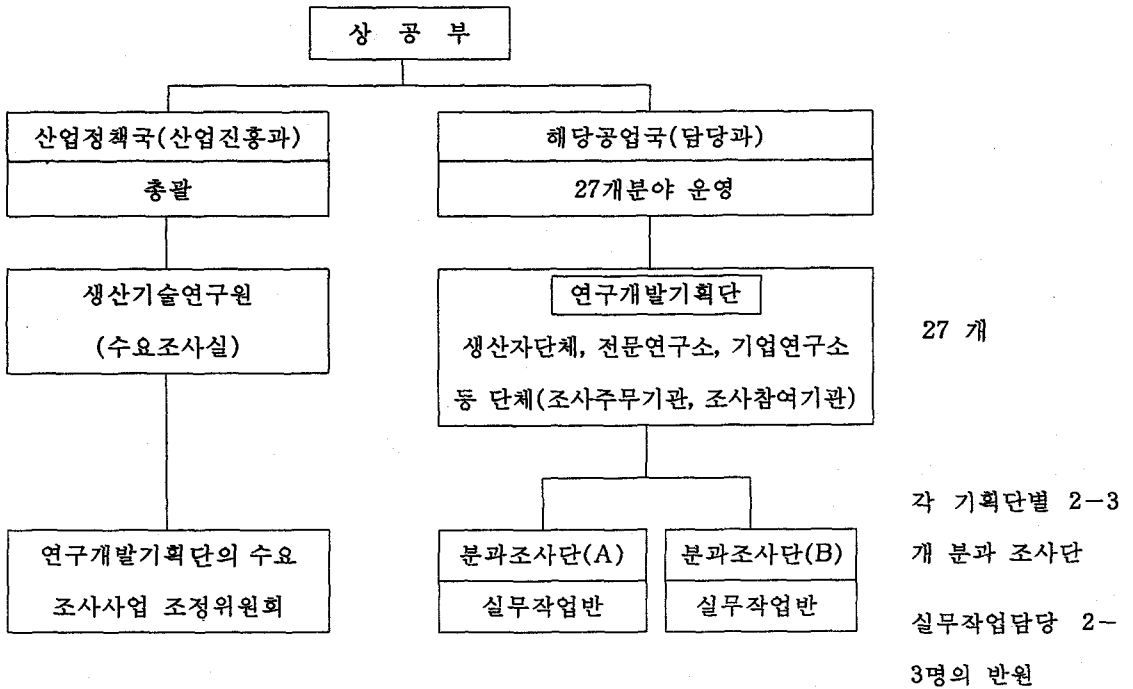 상 공 부
산업정책국(산업진흥과)
총괄
해당공업국(담당과)
27개분야 운영
생산기술연구원
(수요조사실)
연구개발기획단
생산자단체, 전문연구소, 기업연구소
등 단체(조사주무기관, 조사참여기관)
27 개
연구개발기획단의 수요
조사사업 조정위원회
분과조사단(A)
실무작업반
분과조사단(B)
실무작업반
각 기획단별 2-3
개 분과 조사단
실무작업담당 2-
3명의 반원